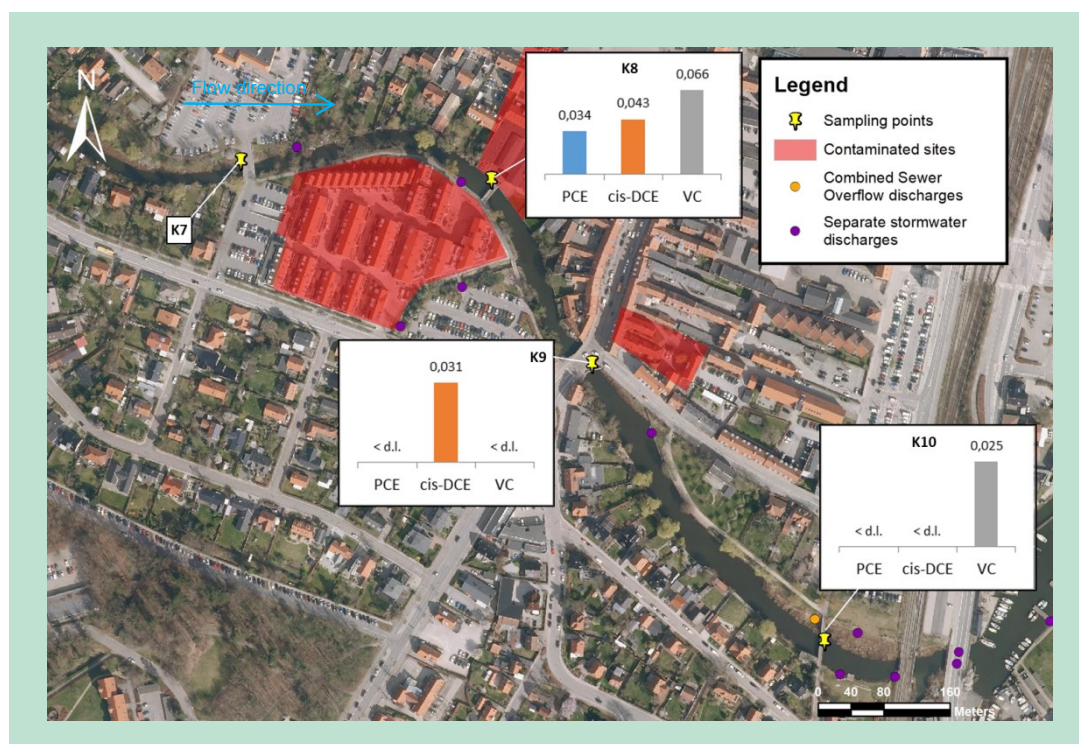 N
Flow direction
K7
K8
0,034
0,043
0,066
PCE
cis-DCE
VC
Legend
Sampling points
Contaminated sites
Combined Sewer
Overflow discharges
Separate stormwater
discharges
K9
0,031
< d.l.
< d.l.
PCE
cis-DCE
VC
K10
0,025
< d.l.
< d.l.
PCE
cis-DCE
VC
0 40 80 160
Meters